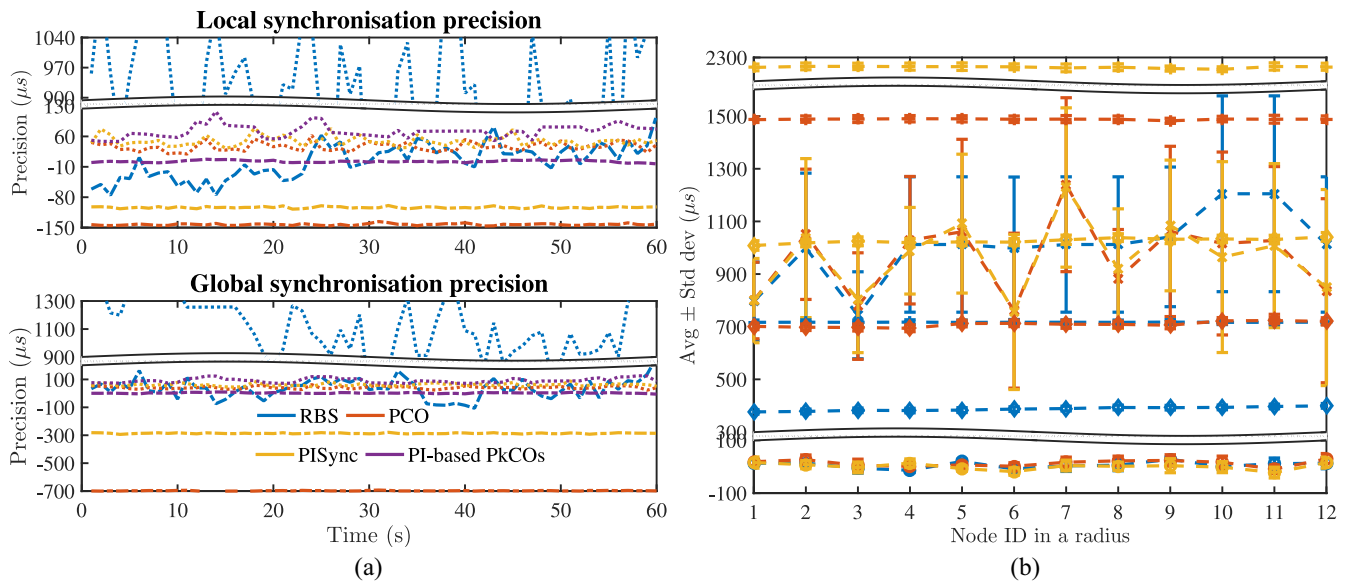 Local synchronisation precision
1040
970
900
790
130
60
-10
-80
-150
Precision (μs)
0 10 20 30 40 50 60
Global synchronisation precision
1300
1100
900
100
-100
-300
-500
-700
Precision (μs)
RBS PCO
PISync PI-based PkCOs
0 10 20 30 40 50 60
Time (s)
(a)
2300
1500
1300
1100
900
700
500
300
100
-100
Avg ± Std dev (μs)
1 2 3 4 5 6 7 8 9 10 11 12
Node ID in a radius
(b)